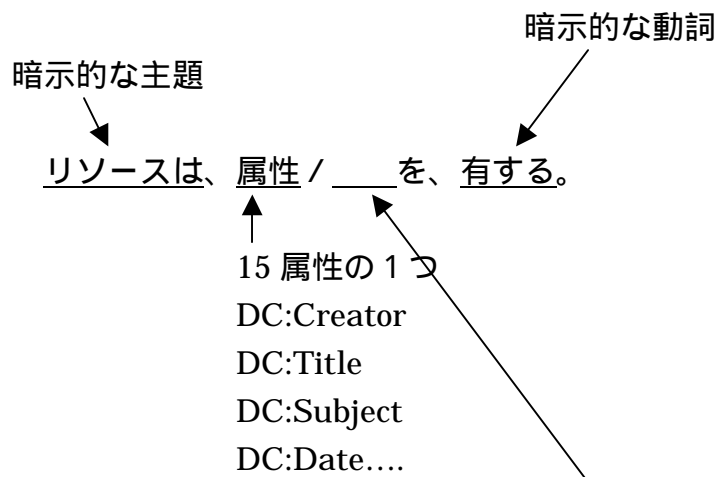 暗示的な動詞
暗示的な主題
リソースは、属性 / ____を、有する。
15 属性の1つ
DC:Creator
DC:Title
DC:Subject
DC:Date….